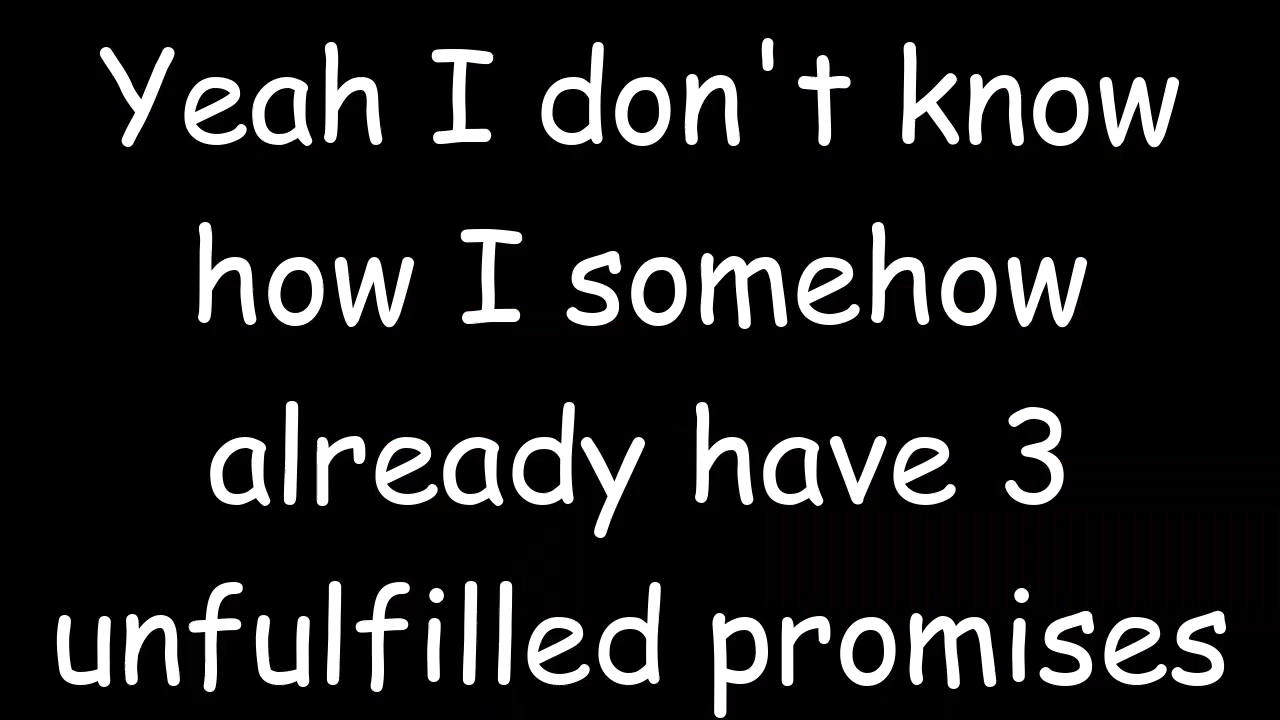 Yeah I don't know
how I somehow
already have 3
unfulfilled promises